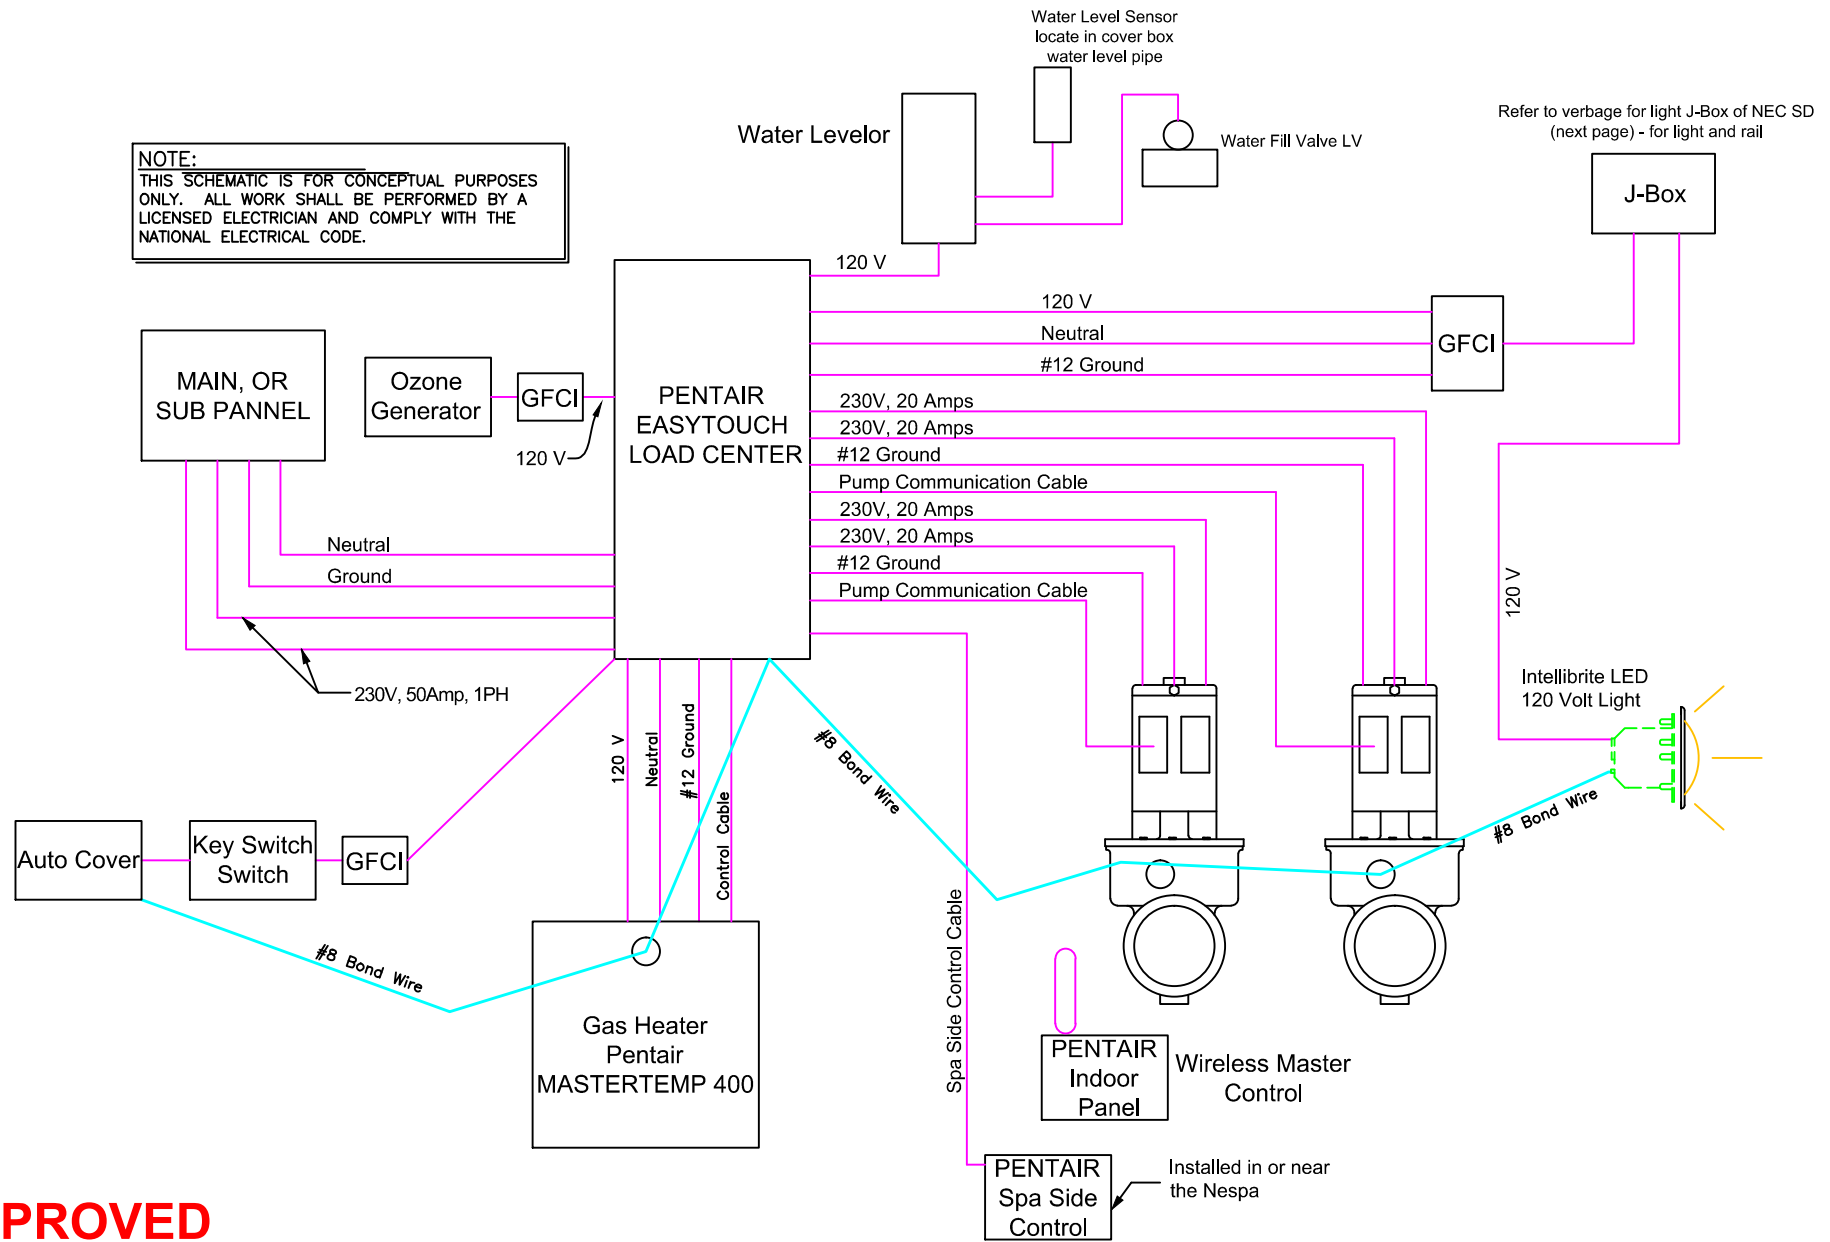 Water Level Sensor
locate in cover box
water level pipe
Water Levelor
Water Fill Valve LV
Refer to verbage for light J-Box of NEC SD
(next page) - for light and rail
J-Box
NOTE:
THIS SCHEMATIC IS FOR CONCEPTUAL PURPOSES
ONLY. ALL WORK SHALL BE PERFORMED BY A
LICENSED ELECTRICIAN AND COMPLY WITH THE
NATIONAL ELECTRICAL CODE.
120 V
120 V
Neutral
#12 Ground
GFCI
MAIN, OR
SUB PANNEL
Ozone
Generator
GFCI
120 V
PENTAIR
EASYTOUCH
LOAD CENTER
230V, 20 Amps
230V, 20 Amps
#12 Ground
Pump Communication Cable
230V, 20 Amps
230V, 20 Amps
#12 Ground
Pump Communication Cable
Neutral
Ground
230V, 50Amp, 1PH
120 V
Intellibrite LED
120 Volt Light
120 V
Neutral
#12 Ground
Control Cable
#8 Bond Wire
#8 Bond Wire
Auto Cover
Key Switch
Switch
GFCI
#8 Bond Wire
Gas Heater
Pentair
MASTERTEMP 400
Spa Side Control Cable
PENTAIR
Indoor
Panel
Wireless Master
Control
PENTAIR
Spa Side
Control
Installed in or near
the Nespa
PROVED